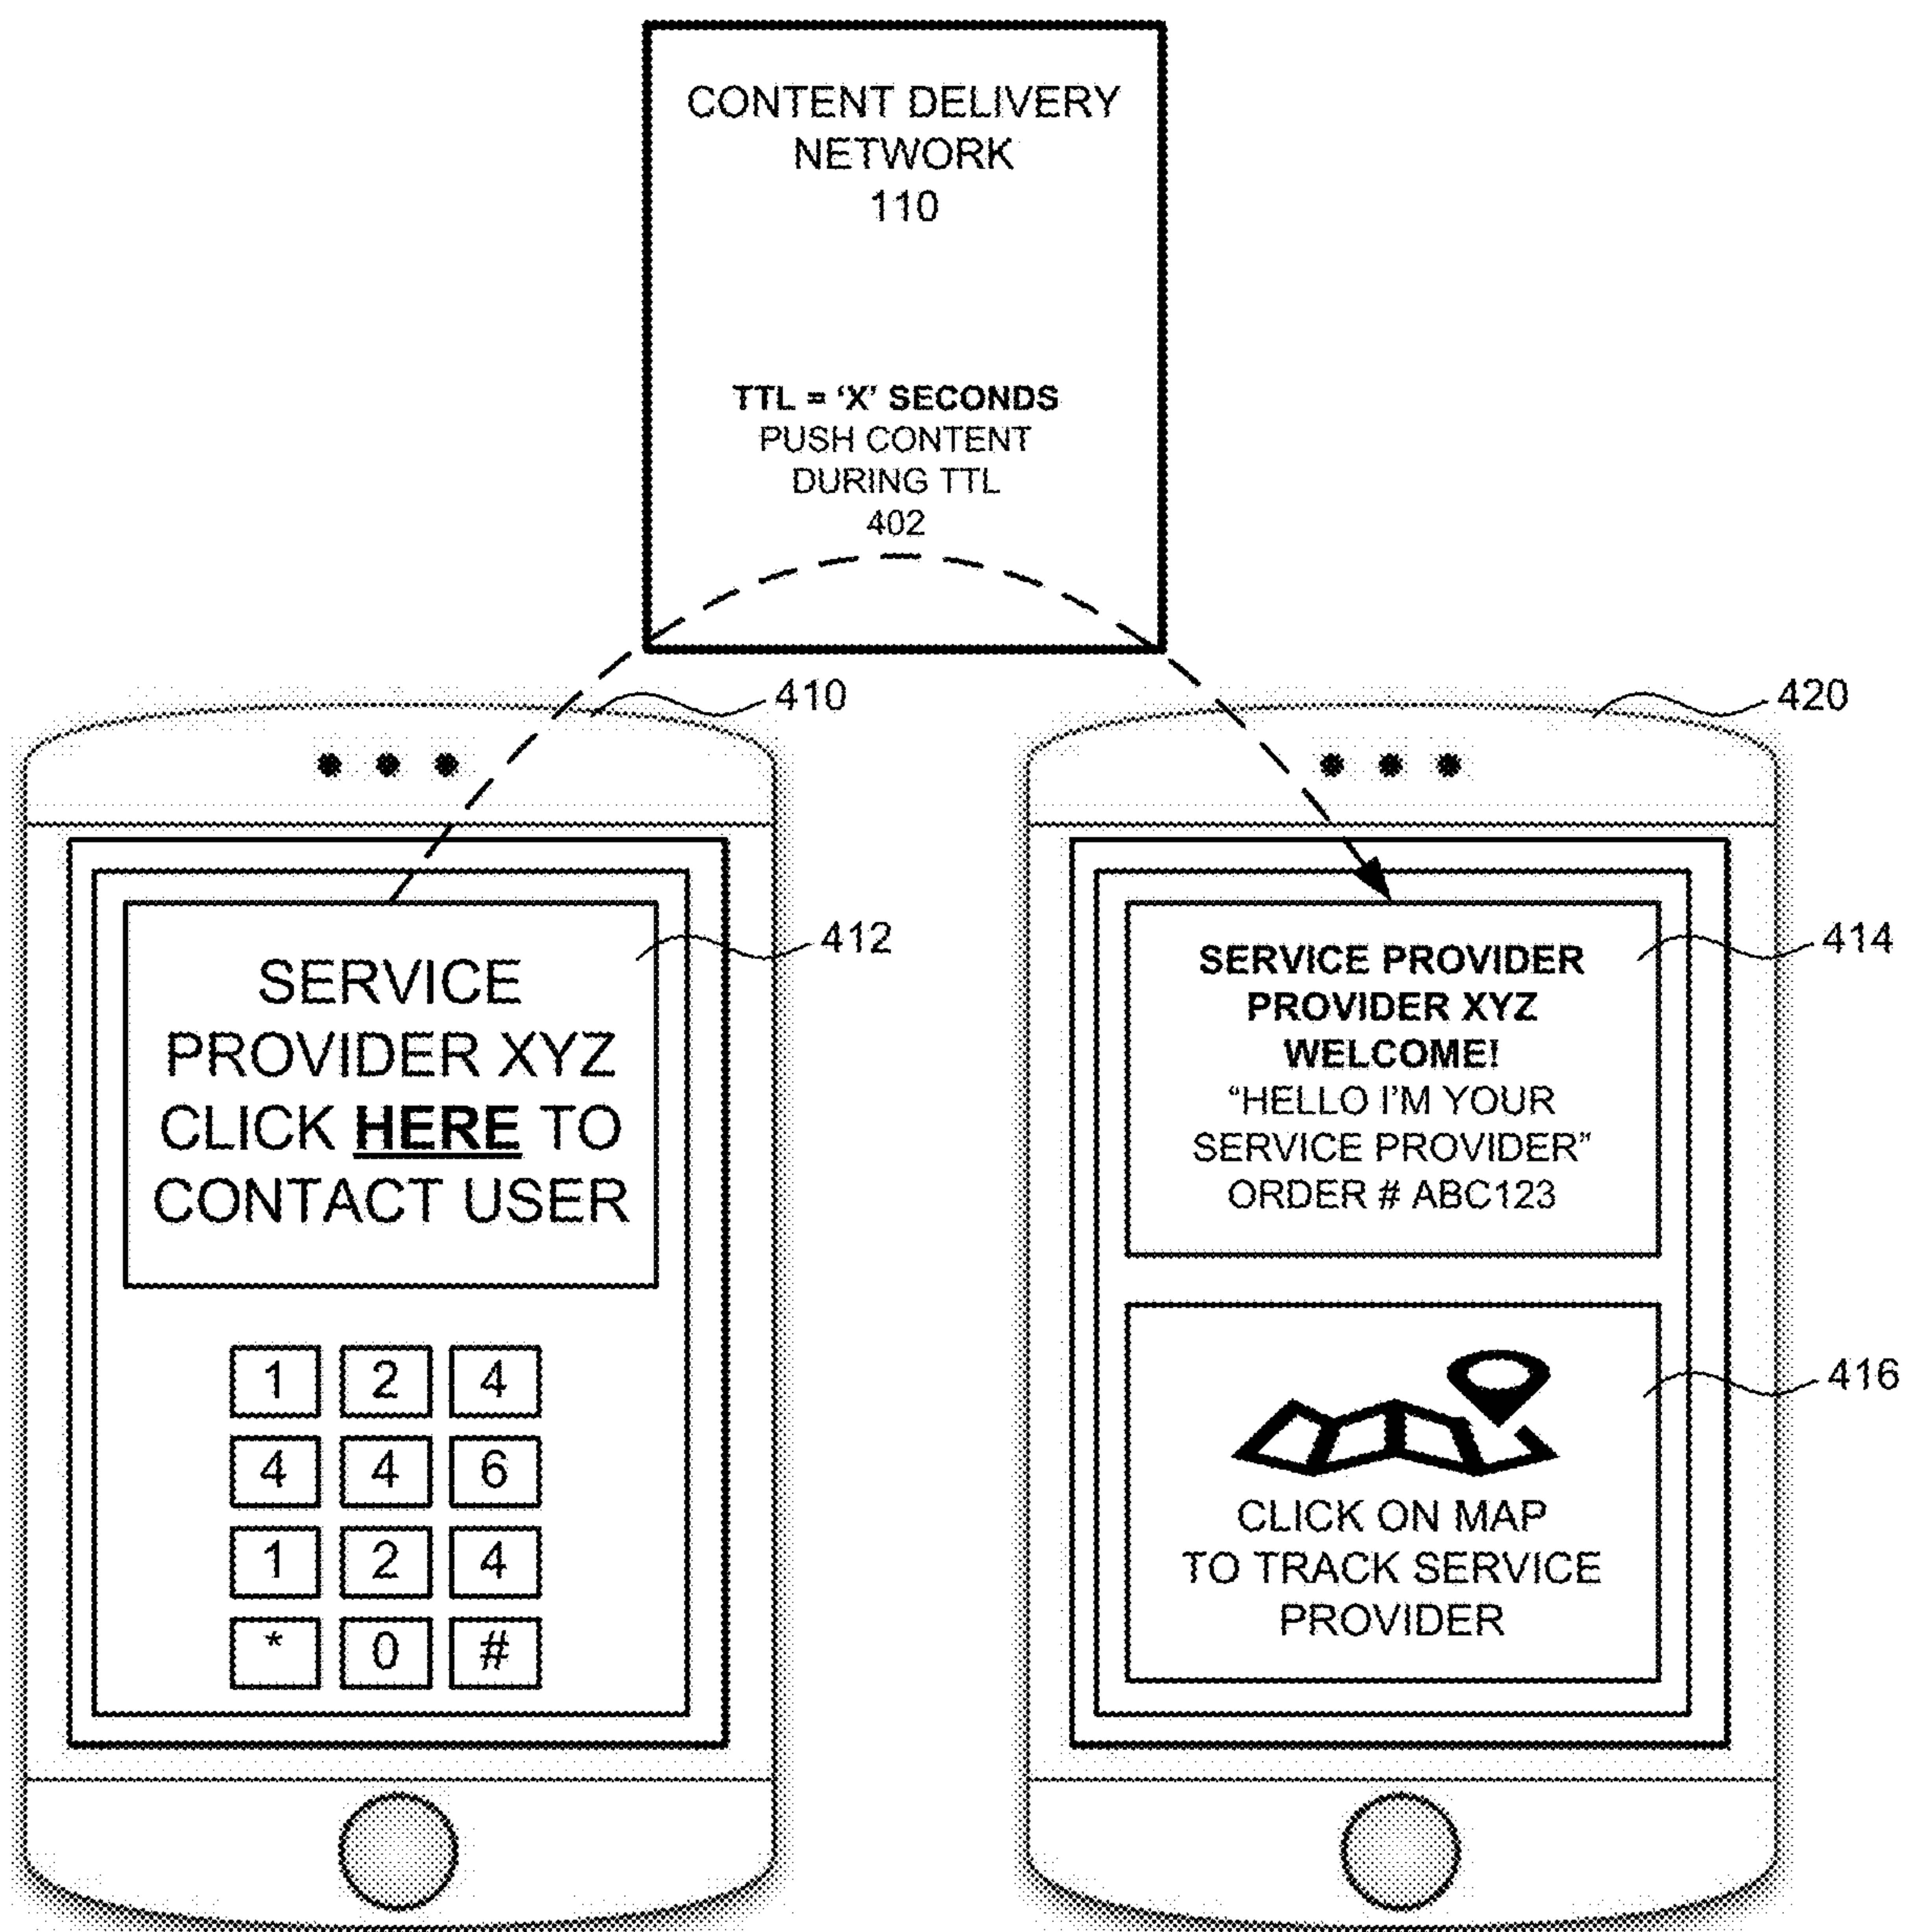 CONTENT DELIVERY
NETWORK
110
TTL = ‘X’ SECONDS
PUSH CONTENT
DURING TTL
402
410
412
SERVICE
PROVIDER XYZ
CLICK HERE TO
CONTACT USER
1 2 4
4 4 6
1 2 4
* 0 #
420
414
SERVICE PROVIDER
PROVIDER XYZ
WELCOME!
“HELLO I’M YOUR
SERVICE PROVIDER”
ORDER # ABC123
416
CLICK ON MAP
TO TRACK SERVICE
PROVIDER